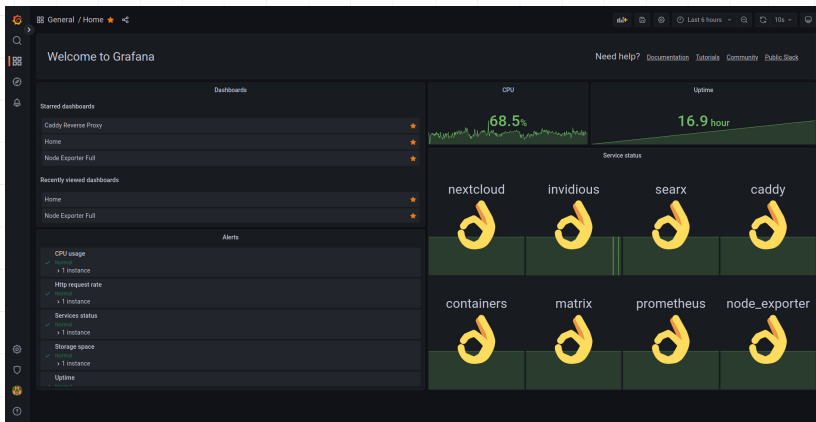 General / Home
Last 6 hours
10s
Welcome to Grafana
Need help? Documentation Tutorials Community Public Slack
Dashboards
Starred dashboards
Caddy Reverse Proxy
Home
Node Exporter Full
Recently viewed dashboards
Home
Node Exporter Full
Alerts
CPU usage
Normal
› 1 instance
Http request rate
Normal
› 1 instance
Services status
Normal
› 1 instance
Storage space
Normal
› 1 instance
Uptime
CPU
68.5%
Uptime
16.9 hour
Service status
nextcloud invidious searx caddy
containers matrix prometheus node_exporter